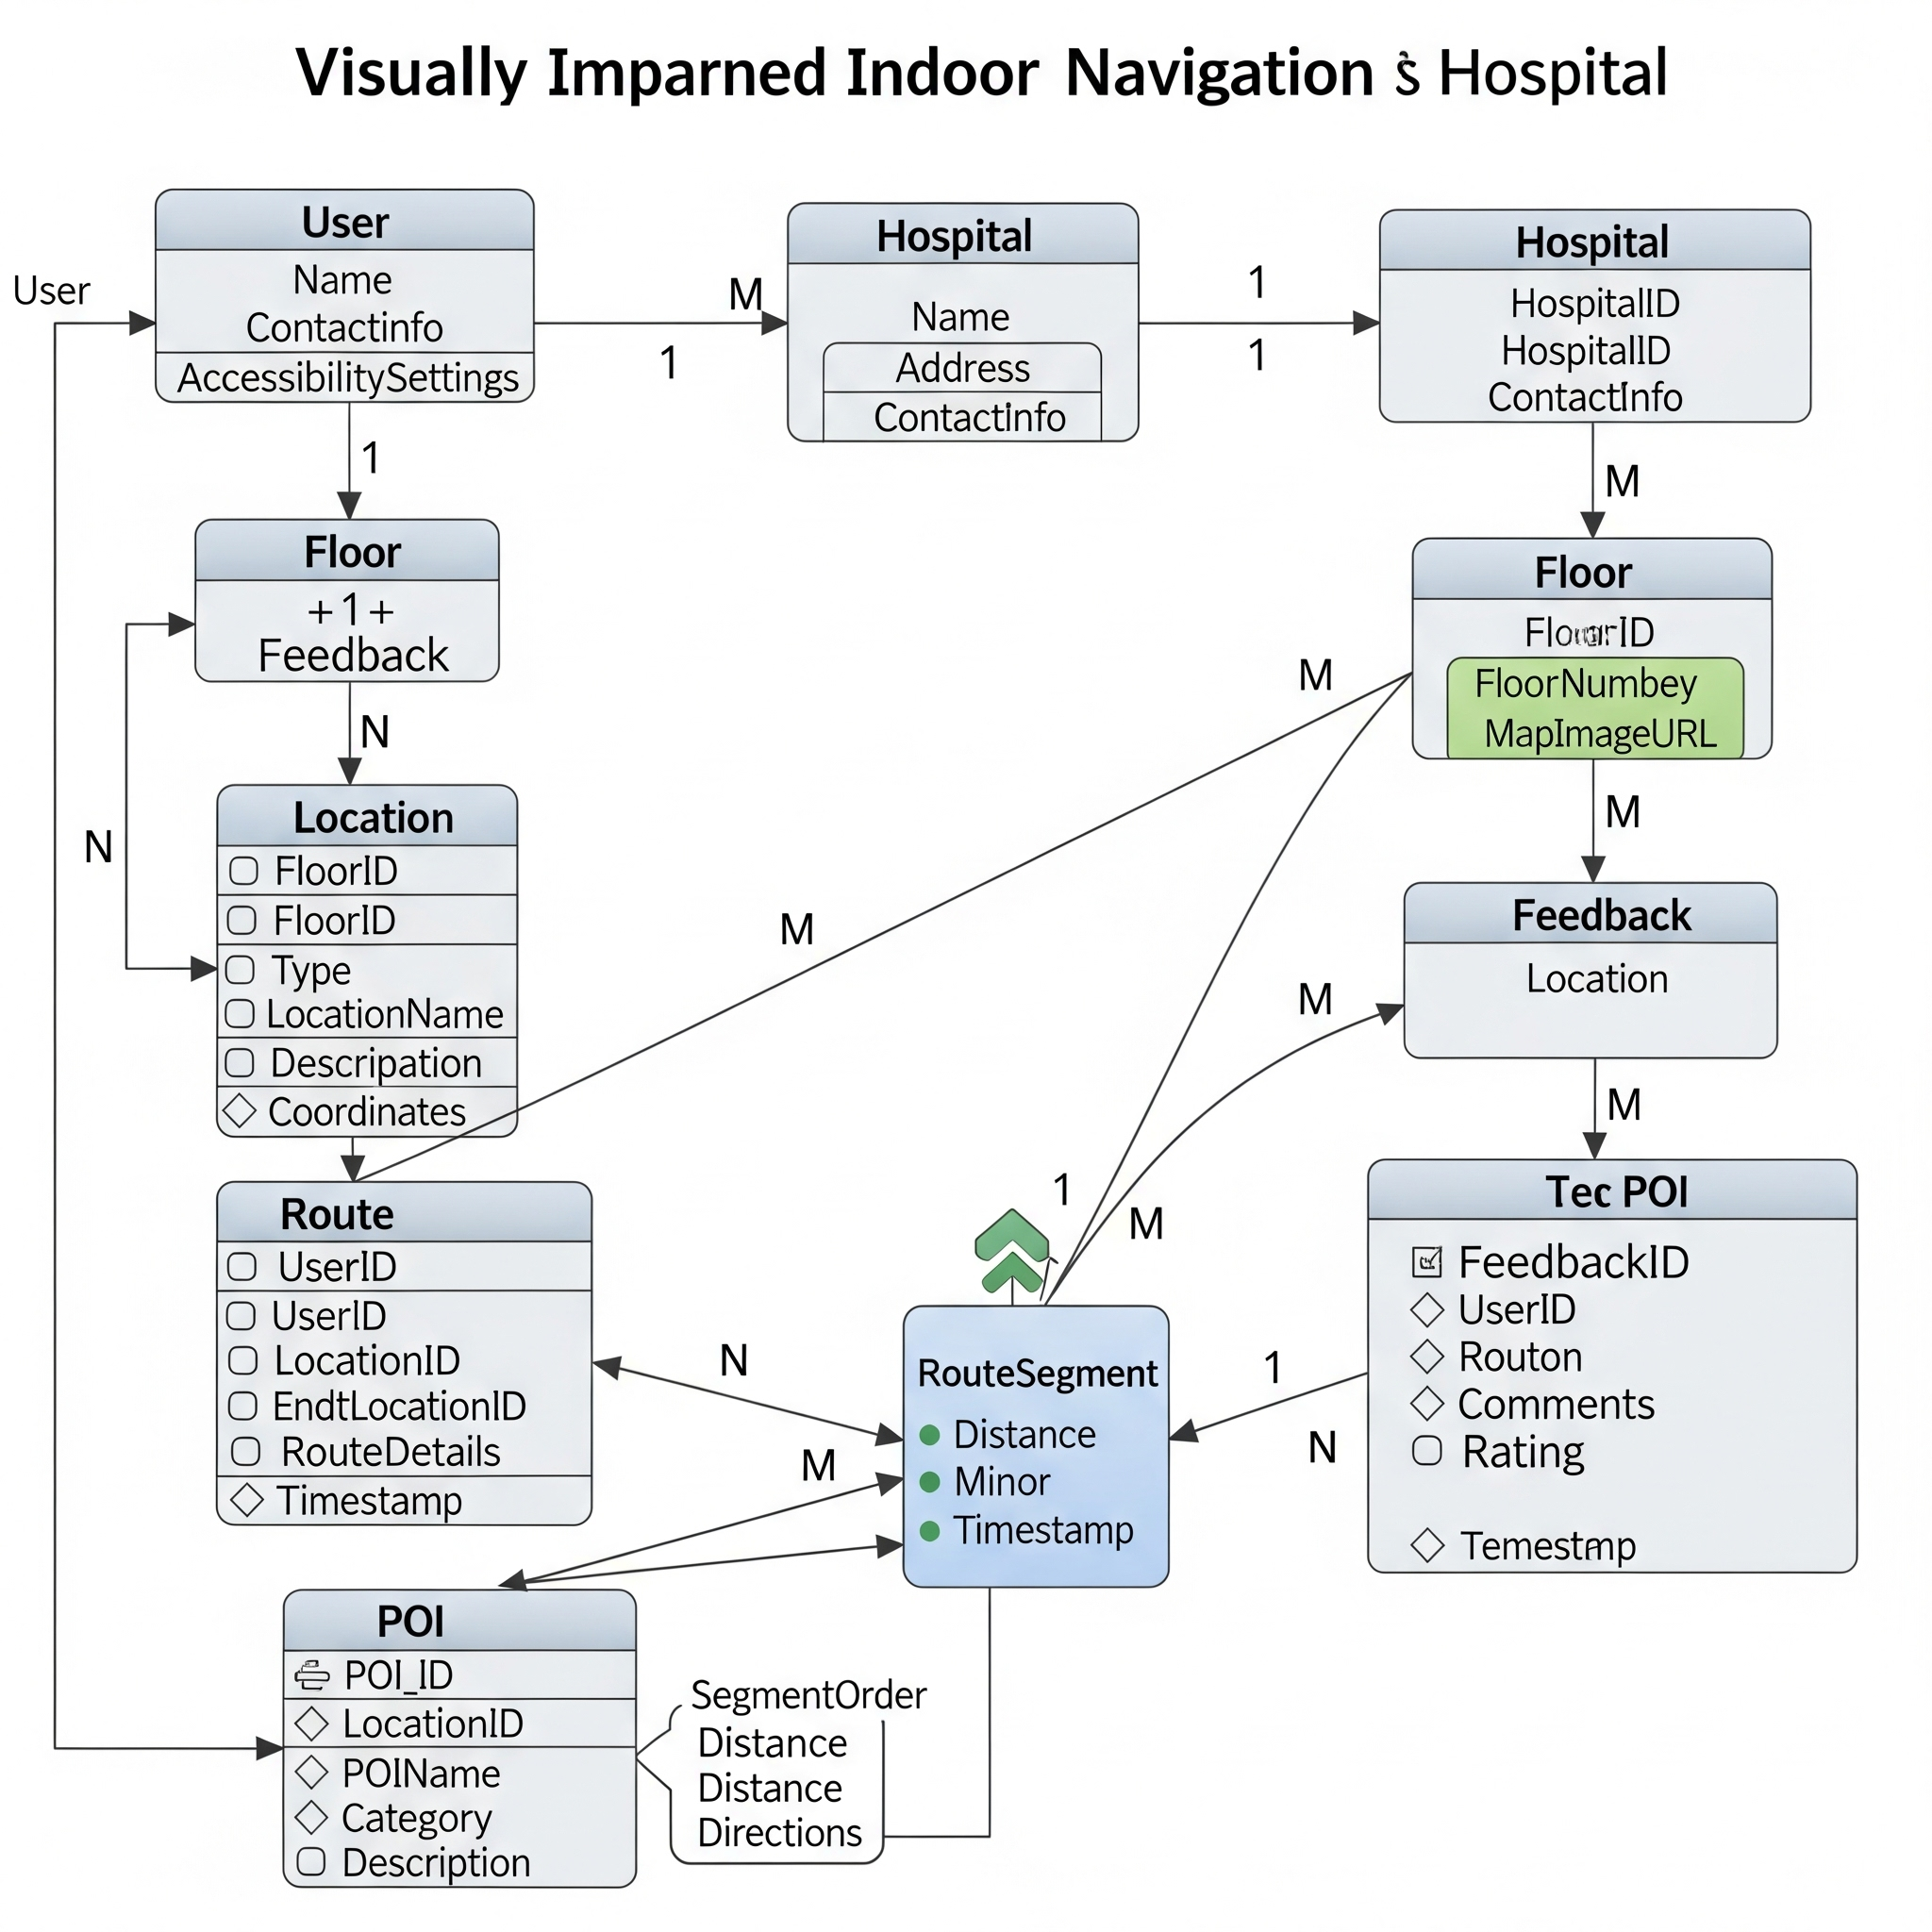 Visually Imparned Indoor Navigation & Hospital
User
Name
Contactinfo
AccessibilitySettings
User
M
1
Hospital
Name
Address
Contactinfo
1
1
Hospital
HospitalID
HospitalID
ContactInfo
1
M
Floor
+1+
Feedback
Floor
FloorID
FloorNumbey
MapImageURL
M
N
M
Location
FloorID
FloorID
Type
LocationName
Descripation
Coordinates
N
M
Feedback
Location
M
M
Route
UserID
UserID
LocationID
EndtLocationID
RouteDetails
Timestamp
1
M
N
M
RouteSegment
Distance
Minor
Timestamp
1
N
Tec POI
FeedbackID
UserID
Routon
Comments
Rating
Temestmp
POI
POI_ID
LocationID
POIName
Category
Description
SegmentOrder
Distance
Distance
Directions